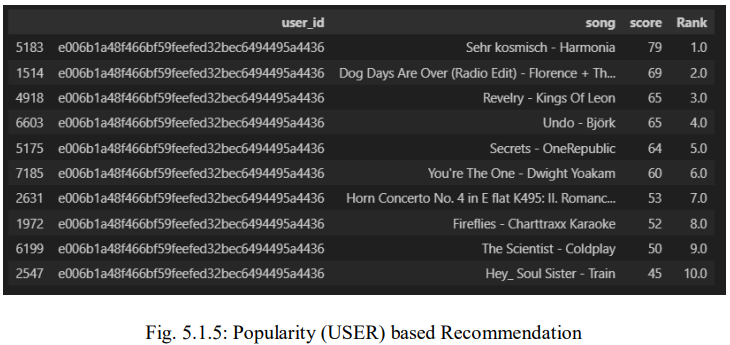 user_id song score Rank
5183 e006b1a48f466bf59feefed32bec6494495a4436 Sehr kosmisch - Harmonia 79 1.0
1514 e006b1a48f466bf59feefed32bec6494495a4436 Dog Days Are Over (Radio Edit) - Florence + Th... 69 2.0
4918 e006b1a48f466bf59feefed32bec6494495a4436 Revelry - Kings Of Leon 65 3.0
6603 e006b1a48f466bf59feefed32bec6494495a4436 Undo - Björk 65 4.0
5175 e006b1a48f466bf59feefed32bec6494495a4436 Secrets - OneRepublic 64 5.0
7185 e006b1a48f466bf59feefed32bec6494495a4436 You're The One - Dwight Yoakam 60 6.0
2631 e006b1a48f466bf59feefed32bec6494495a4436 Horn Concerto No. 4 in E flat K495: II. Romanc... 53 7.0
1972 e006b1a48f466bf59feefed32bec6494495a4436 Fireflies - Charttraxx Karaoke 52 8.0
6199 e006b1a48f466bf59feefed32bec6494495a4436 The Scientist - Coldplay 50 9.0
2547 e006b1a48f466bf59feefed32bec6494495a4436 Hey_ Soul Sister - Train 45 10.0
Fig. 5.1.5: Popularity (USER) based Recommendation